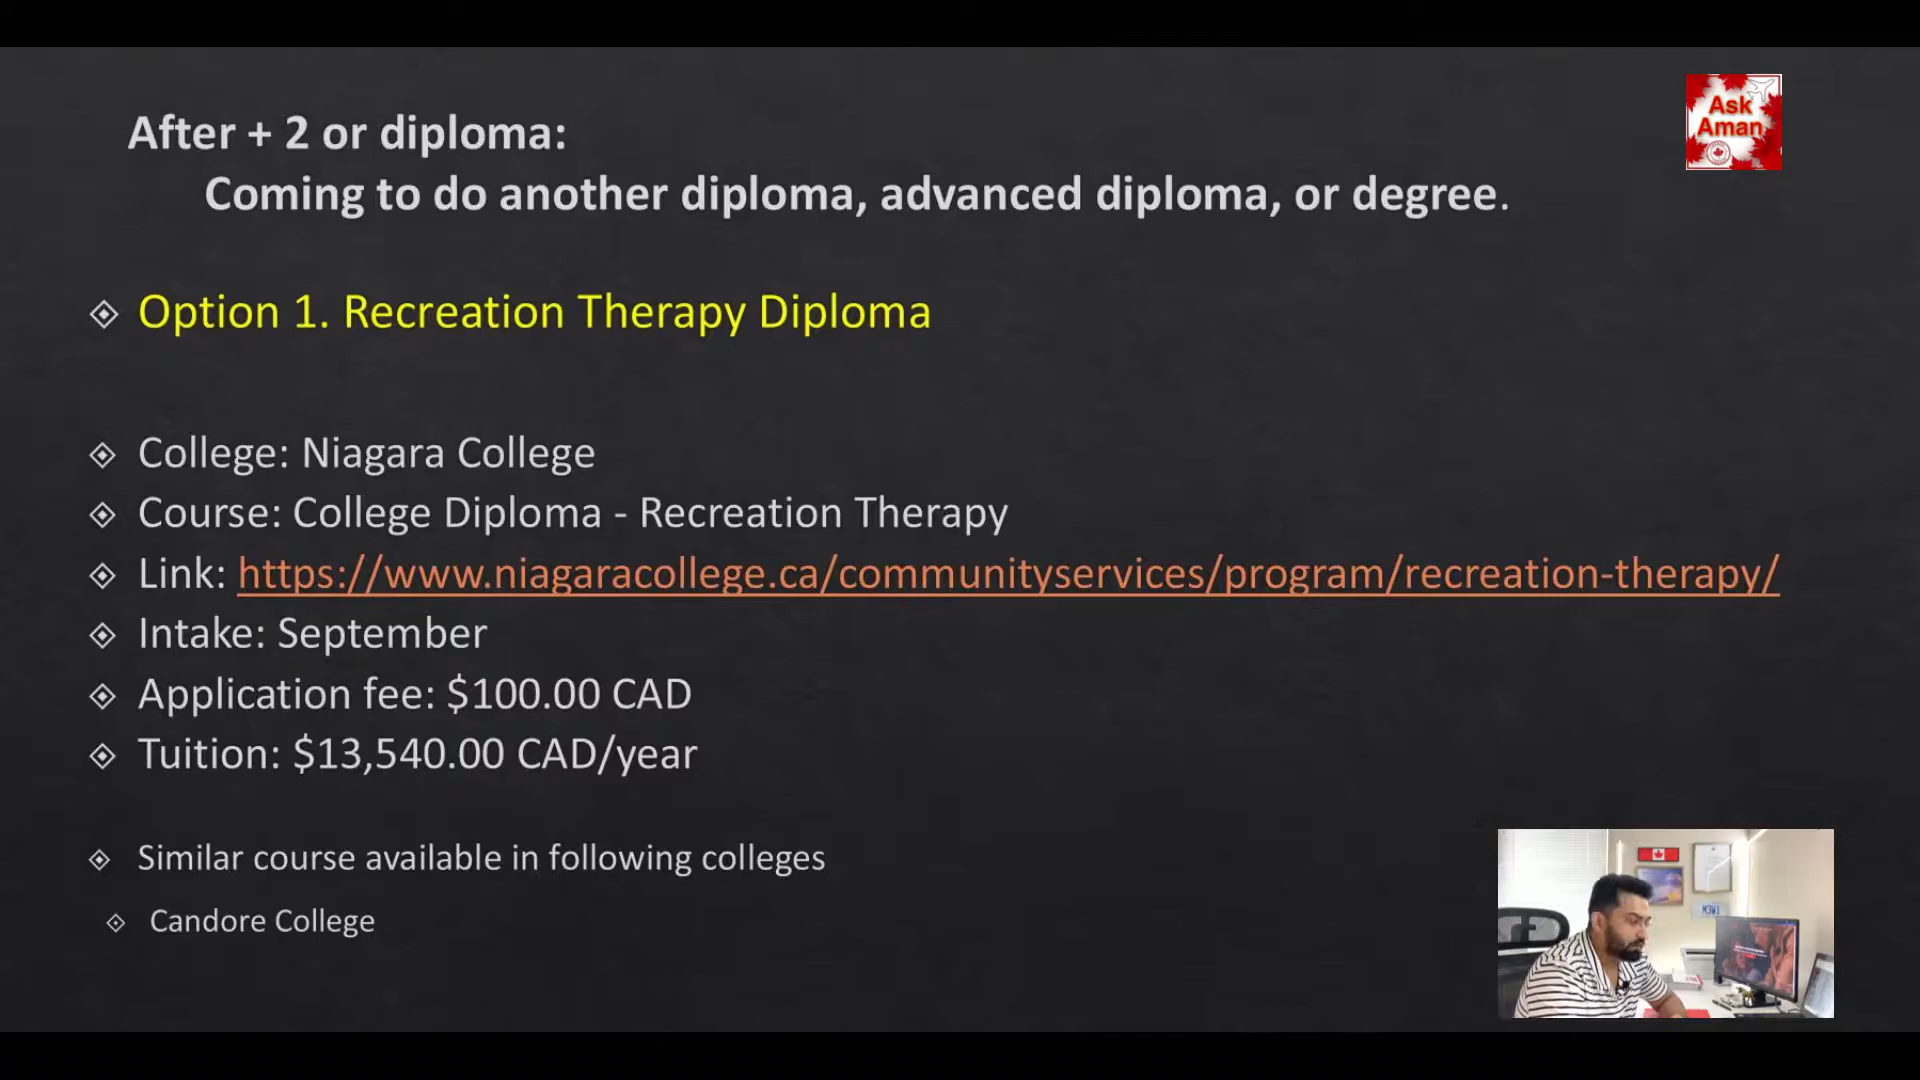 Ask
Aman
After + 2 or diploma:
Coming to do another diploma, advanced diploma, or degree.
Option 1. Recreation Therapy Diploma
College: Niagara College
Course: College Diploma - Recreation Therapy
Link: https://www.niagaracollege.ca/communityservices/program/recreation-therapy/
Intake: September
Application fee: $100.00 CAD
Tuition: $13,540.00 CAD/year
Similar course available in following colleges
Candore College